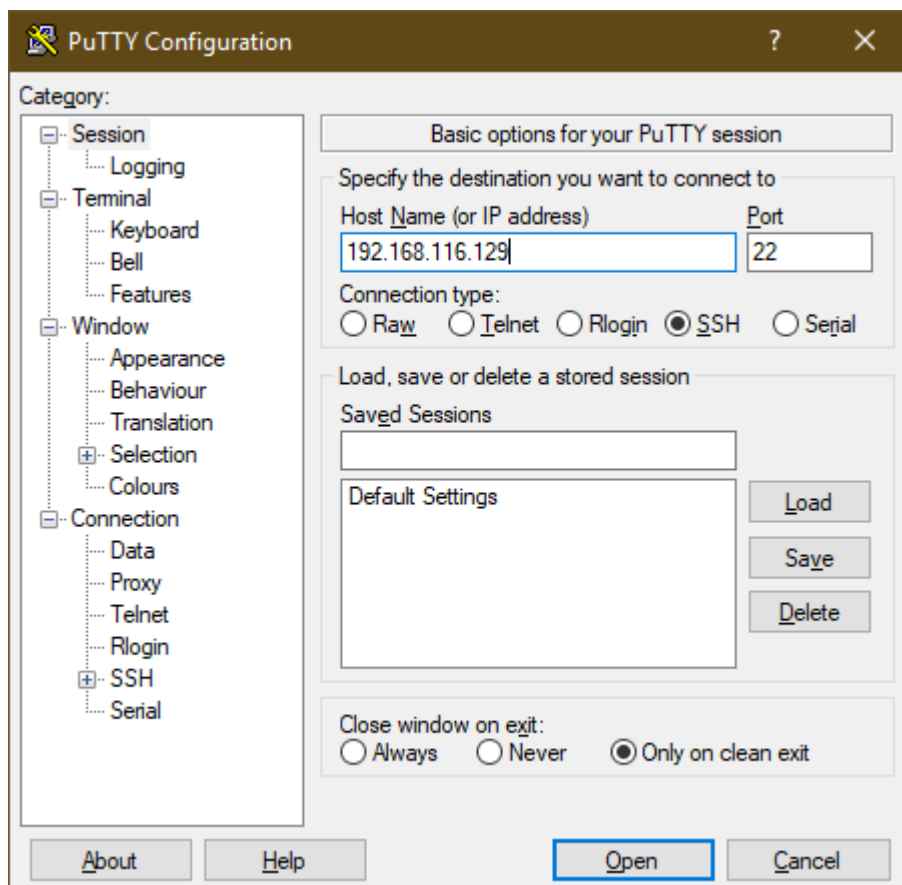 PuTTY Configuration
?
Category:
Session
Logging
Terminal
Keyboard
Bell
Features
Window
Appearance
Behaviour
Translation
Selection
Colours
Connection
Data
Proxy
Telnet
Rlogin
SSH
Serial
Basic options for your PuTTY session
Specify the destination you want to connect to
Host Name (or IP address) Port
192.168.116.129 22
Connection type:
Raw Telnet Rlogin SSH Serial
Load, save or delete a stored session
Saved Sessions
Default Settings
Load
Save
Delete
Close window on exit:
Always Never Only on clean exit
About Help Open Cancel